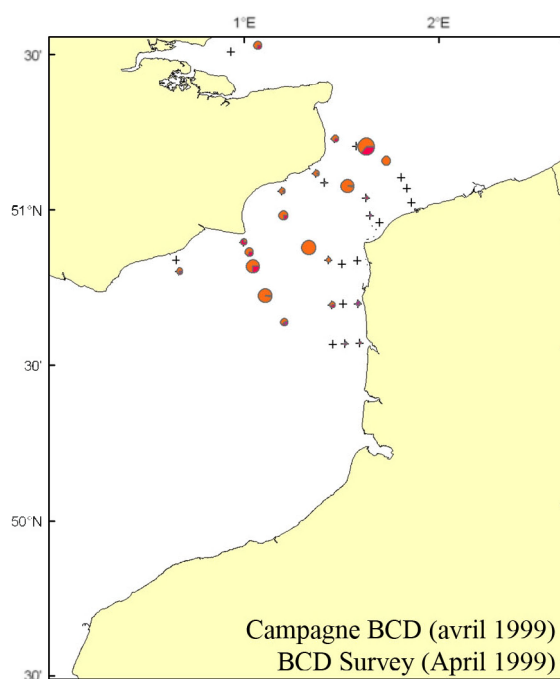 1°E
2°E
30'
51°N
30'
50°N
30'
Campagne BCD (avril 1999)
BCD Survey (April 1999)